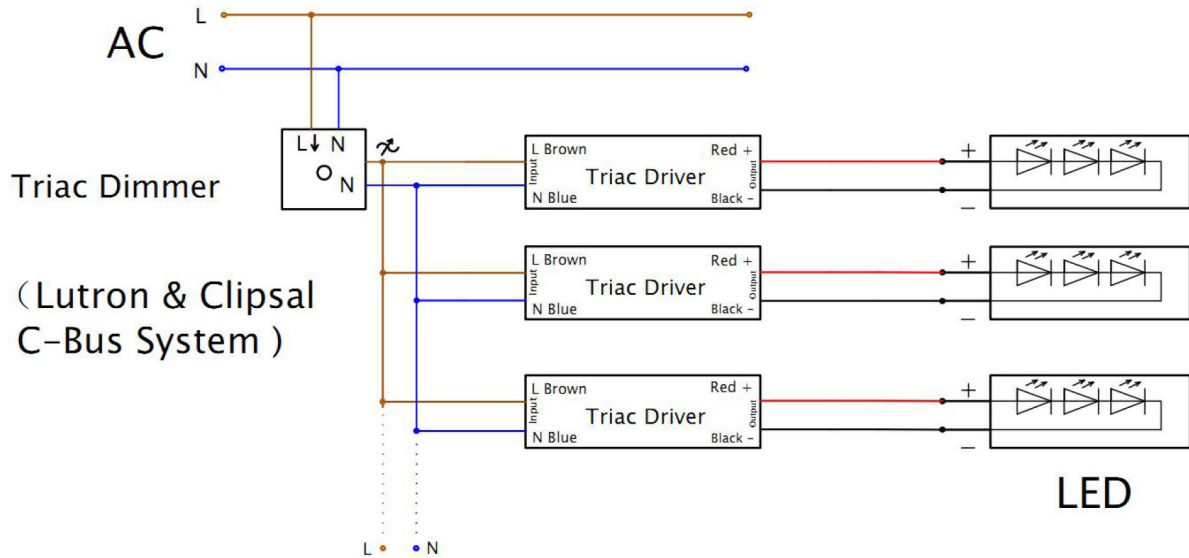 L
AC
N
L N
N
Triac Dimmer
L Brown
Input
N Blue
Triac Driver
Red +
Output
Black -
+
–
（Lutron & Clipsal
C-Bus System )
L Brown
Input
N Blue
Triac Driver
Red +
Output
Black -
+
–
L Brown
Input
N Blue
Triac Driver
Red +
Output
Black -
+
–
LED
L
N